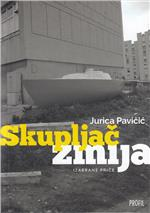 Jurica Pavičić
Skupljač
zmija
IZABRANE PRIČE
PROFIL